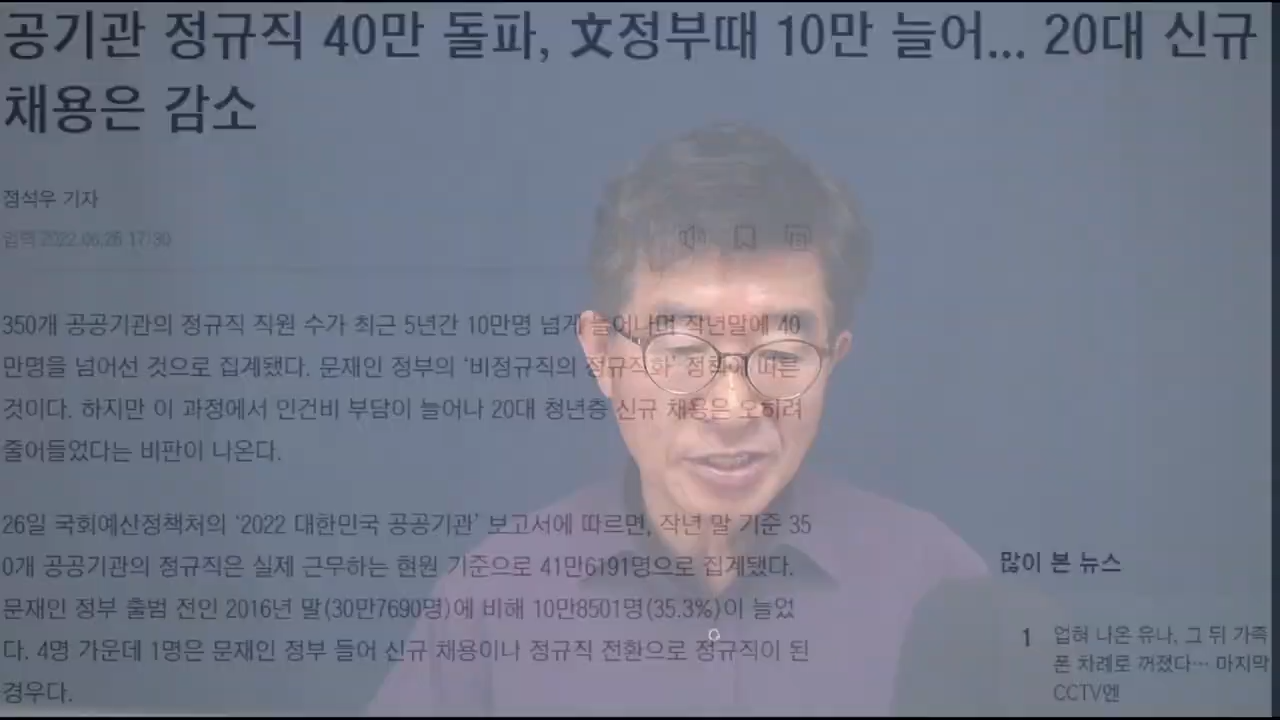 공기관 정규직 40만 돌파, 文정부때 10만 늘어... 20대 신규
채용은 감소
정석우 기자
입력 2022.06.26 17:30
350개 공공기관의 정규직 직원 수가 최근 5년간 10만명 넘게 늘어나며 작년말에 40
만명을 넘어선 것으로 집계됐다. 문재인 정부의 ‘비정규직의 정규직화’ 정책에 따른
것이다. 하지만 이 과정에서 인건비 부담이 늘어나 20대 청년층 신규 채용은 오히려
줄어들었다는 비판이 나온다.
26일 국회예산정책처의 ‘2022 대한민국 공공기관’ 보고서에 따르면, 작년 말 기준 35
0개 공공기관의 정규직은 실제 근무하는 현원 기준으로 41만6191명으로 집계됐다.
문재인 정부 출범 전인 2016년 말(30만7690명)에 비해 10만8501명(35.3%)이 늘었
다. 4명 가운데 1명은 문재인 정부 들어 신규 채용이나 정규직 전환으로 정규직이 된
경우다.
많이 본 뉴스
1 업혀 나온 유나, 그 뒤 가족
폰 차례로 꺼졌다… 마지막
CCTV엔